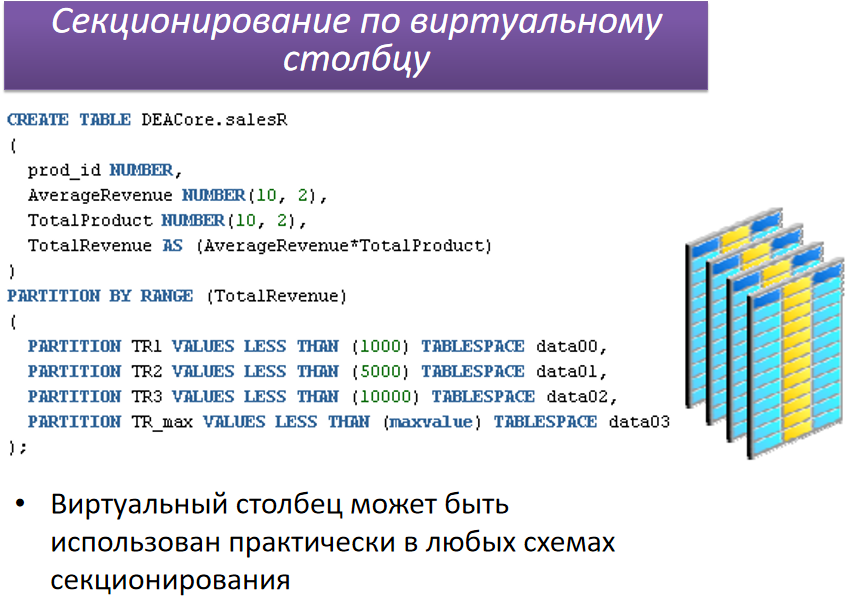 Секционирование по виртуальному
столбцу
CREATE TABLE DEACore.salesR
(
prod_id NUMBER,
AverageRevenue NUMBER(10, 2),
TotalProduct NUMBER(10, 2),
TotalRevenue AS (AverageRevenue*TotalProduct)
)
PARTITION BY RANGE (TotalRevenue)
(
PARTITION TR1 VALUES LESS THAN (1000) TABLESPACE data00,
PARTITION TR2 VALUES LESS THAN (5000) TABLESPACE data01,
PARTITION TR3 VALUES LESS THAN (10000) TABLESPACE data02,
PARTITION TR_max VALUES LESS THAN (maxvalue) TABLESPACE data03
);
• Виртуальный столбец может быть
использован практически в любых схемах
секционирования